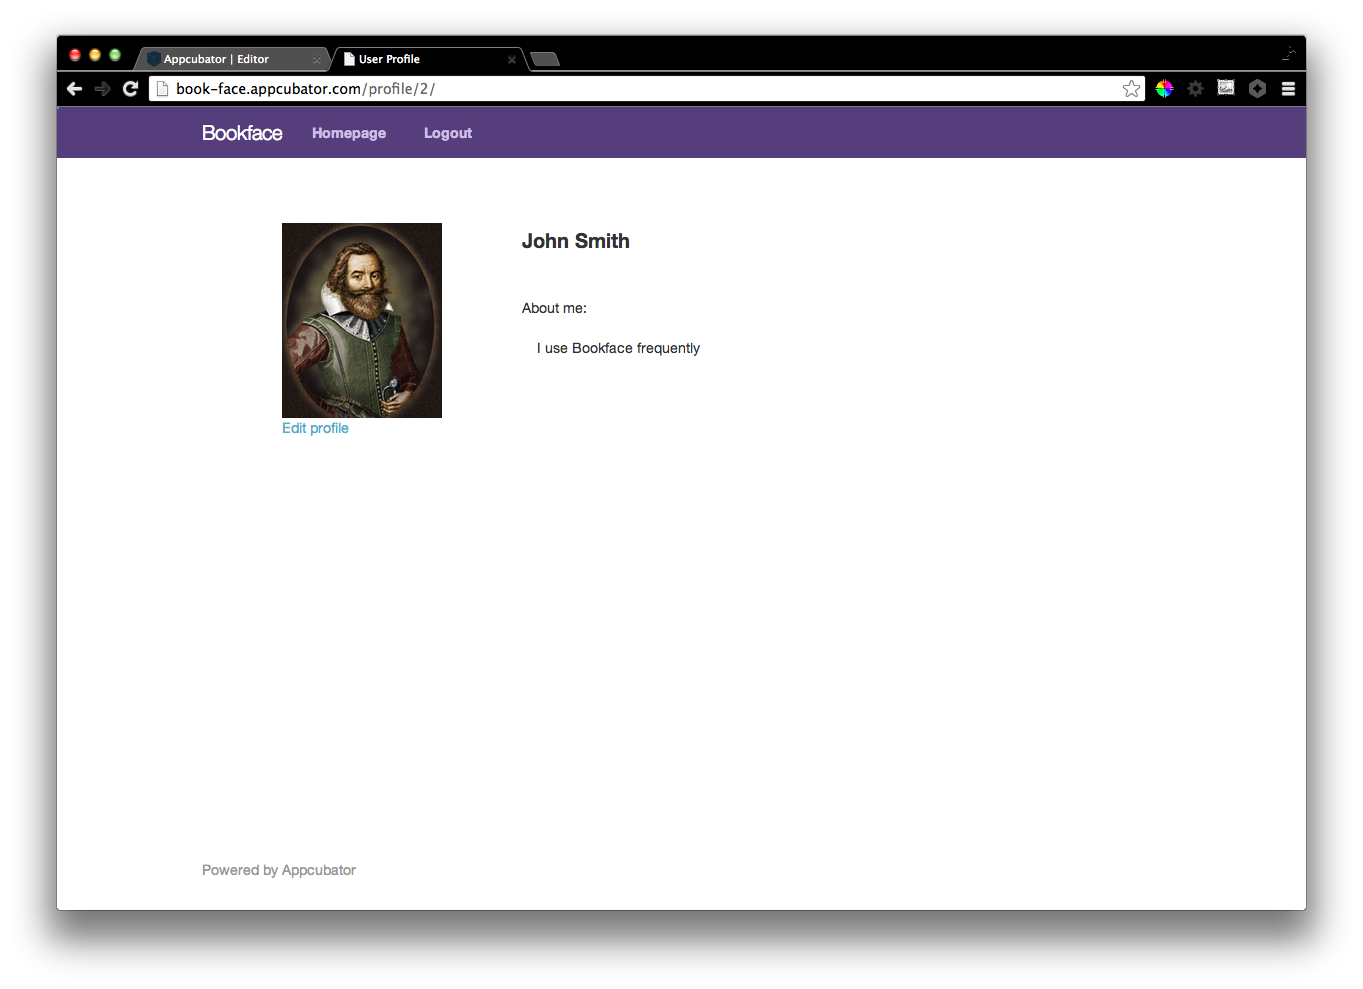 Appcubator | Editor
User Profile
book-face.appcubator.com/profile/2/
Bookface
Homepage
Logout
John Smith
About me:
I use Bookface frequently
Edit profile
Powered by Appcubator